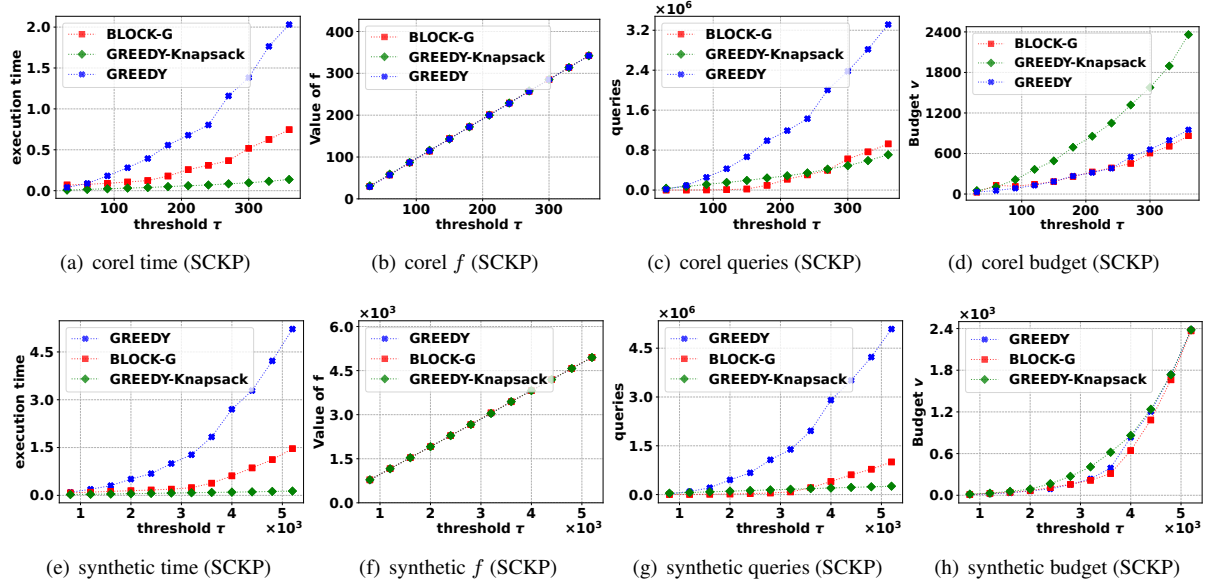 2.0
1.5
1.0
0.5
0.0
execution time
BLOCK-G
GREEDY-Knapsack
GREEDY
100 200 300
threshold τ
(a) corel time (SCKP)
400
300
200
100
0
Value of f
BLOCK-G
GREEDY-Knapsack
GREEDY
100 200 300
threshold τ
(b) corel f (SCKP)
×10⁶
3.2
2.4
1.6
0.8
0.0
queries
BLOCK-G
GREEDY-Knapsack
GREEDY
100 200 300
threshold τ
(c) corel queries (SCKP)
2400
1800
1200
600
0
Budget v
BLOCK-G
GREEDY-Knapsack
GREEDY
100 200 300
threshold τ
(d) corel budget (SCKP)
4.5
3.0
1.5
0.0
execution time
GREEDY
BLOCK-G
GREEDY-Knapsack
1 2 3 4 5
threshold τ ×10³
(e) synthetic time (SCKP)
×10³
6.0
4.5
3.0
1.5
0.0
Value of f
GREEDY
BLOCK-G
GREEDY-Knapsack
1 2 3 4 5
threshold τ ×10³
(f) synthetic f (SCKP)
×10⁶
4.5
3.0
1.5
0.0
queries
GREEDY
BLOCK-G
GREEDY-Knapsack
1 2 3 4 5
threshold τ ×10³
(g) synthetic queries (SCKP)
×10³
2.4
1.8
1.2
0.6
0.0
Budget v
GREEDY
BLOCK-G
GREEDY-Knapsack
1 2 3 4 5
threshold τ ×10³
(h) synthetic budget (SCKP)